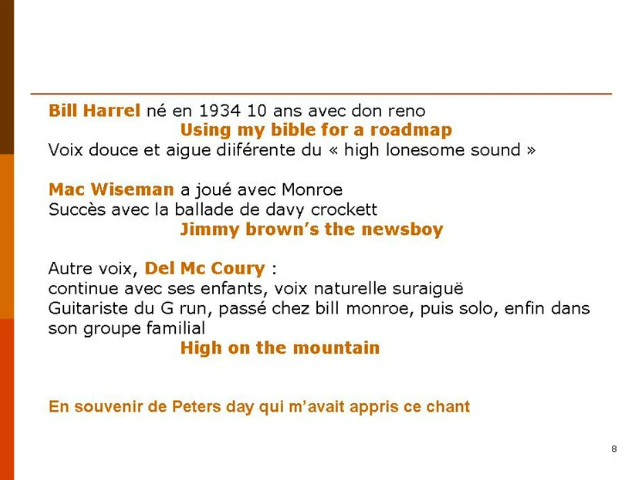 Bill Harrel né en 1934 10 ans avec don reno
Using my bible for a roadmap
Voix douce et aigue diiférente du « high lonesome sound »
Mac Wiseman a joué avec Monroe
Succès avec la ballade de davy crockett
Jimmy brown's the newsboy
Autre voix, Del Mc Coury :
continue avec ses enfants, voix naturelle suraiguë
Guitariste du G run, passé chez bill monroe, puis solo, enfin dans
son groupe familial
High on the mountain
En souvenir de Peters day qui m'avait appris ce chant
8